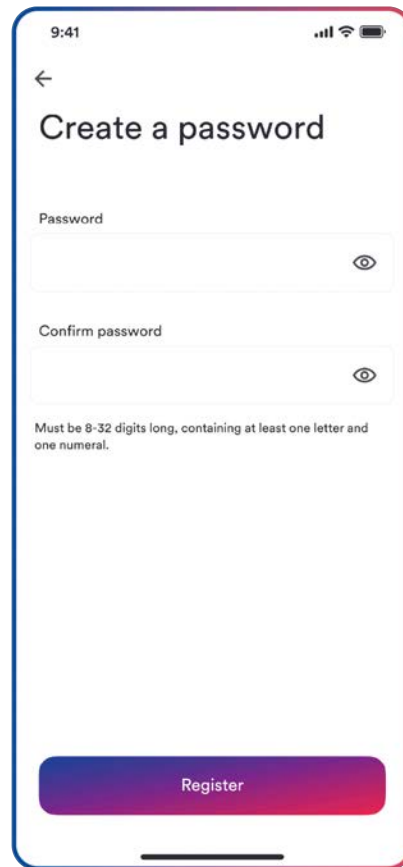 9:41
Create a password
Password
Confirm password
Must be 8-32 digits long, containing at least one letter and
one numeral.
Register